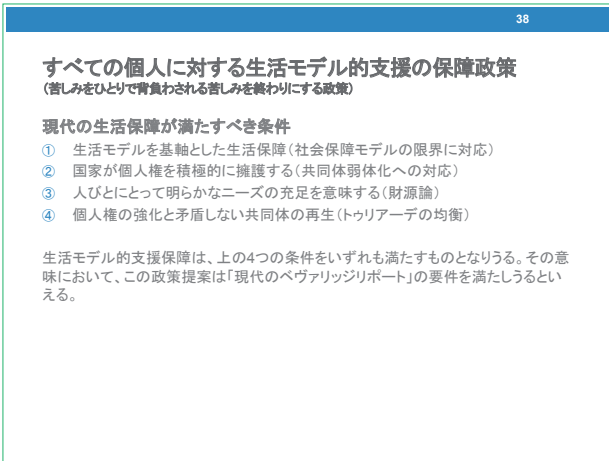 38
すべての個人に対する生活モデル的支援の保障政策
(苦しみをひとりで背負わされる苦しみを終わりにする政策)
現代の生活保障が満たすべき条件
① 生活モデルを基軸とした生活保障(社会保障モデルの限界に対応)
② 国家が個人権を積極的に擁護する(共同体弱体化への対応)
③ 人びとにとって明らかなニーズの充足を意味する(財源論)
④ 個人権の強化と矛盾しない共同体の再生(トゥリアーデの均衡)
生活モデル的支援保障は、上の4つの条件をいずれも満たすものとなりうる。その意
味において、この政策提案は「現代のベヴァリッジリポート」の要件を満たしうるとい
える。